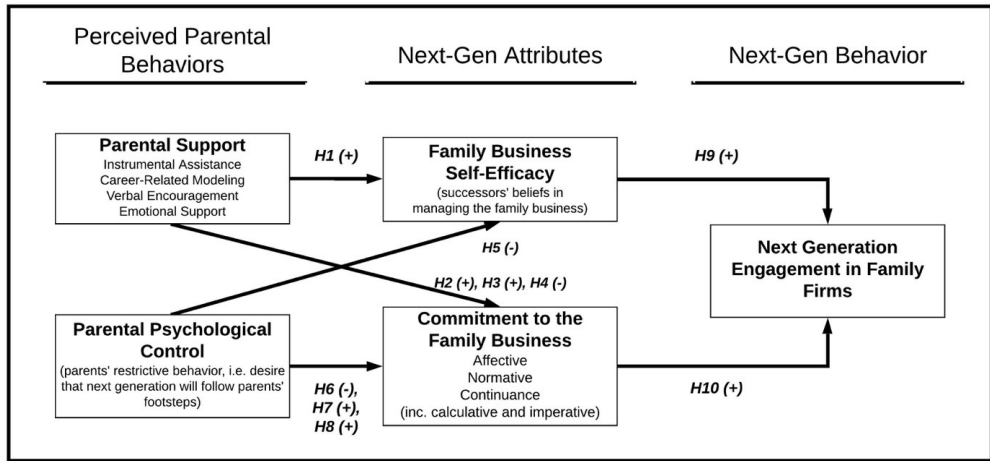 Perceived Parental
Behaviors
Next-Gen Attributes
Next-Gen Behavior
Parental Support
Instrumental Assistance
Career-Related Modeling
Verbal Encouragement
Emotional Support
H1 (+)
Family Business
Self-Efficacy
(successors' beliefs in
managing the family business)
H9 (+)
H5 (-)
Next Generation
Engagement in Family
Firms
H2 (+), H3 (+), H4 (-)
Parental Psychological
Control
(parents' restrictive behavior, i.e. desire
that next generation will follow parents'
footsteps)
H6 (-),
H7 (+),
H8 (+)
Commitment to the
Family Business
Affective
Normative
Continuance
(inc. calculative and imperative)
H10 (+)